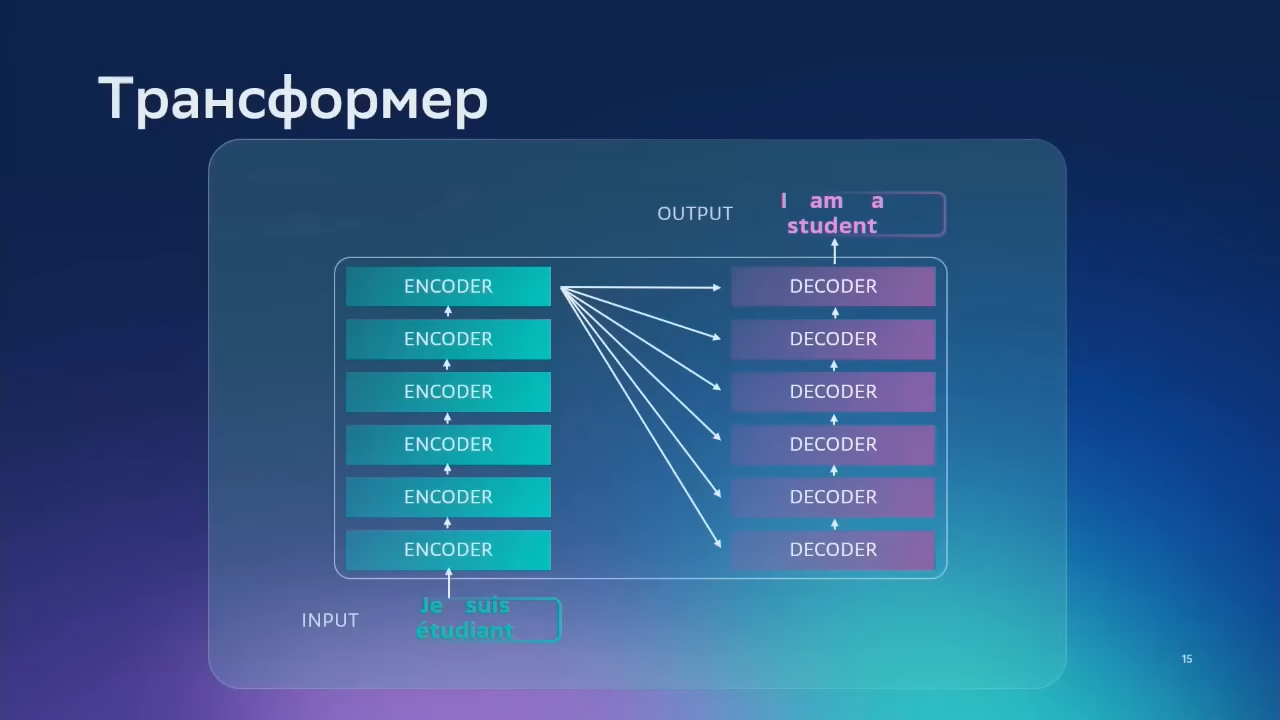 Трансформер
OUTPUT
I am a
student
ENCODER
DECODER
ENCODER
DECODER
ENCODER
DECODER
ENCODER
DECODER
ENCODER
DECODER
ENCODER
DECODER
INPUT
Je suis
étudiant
15